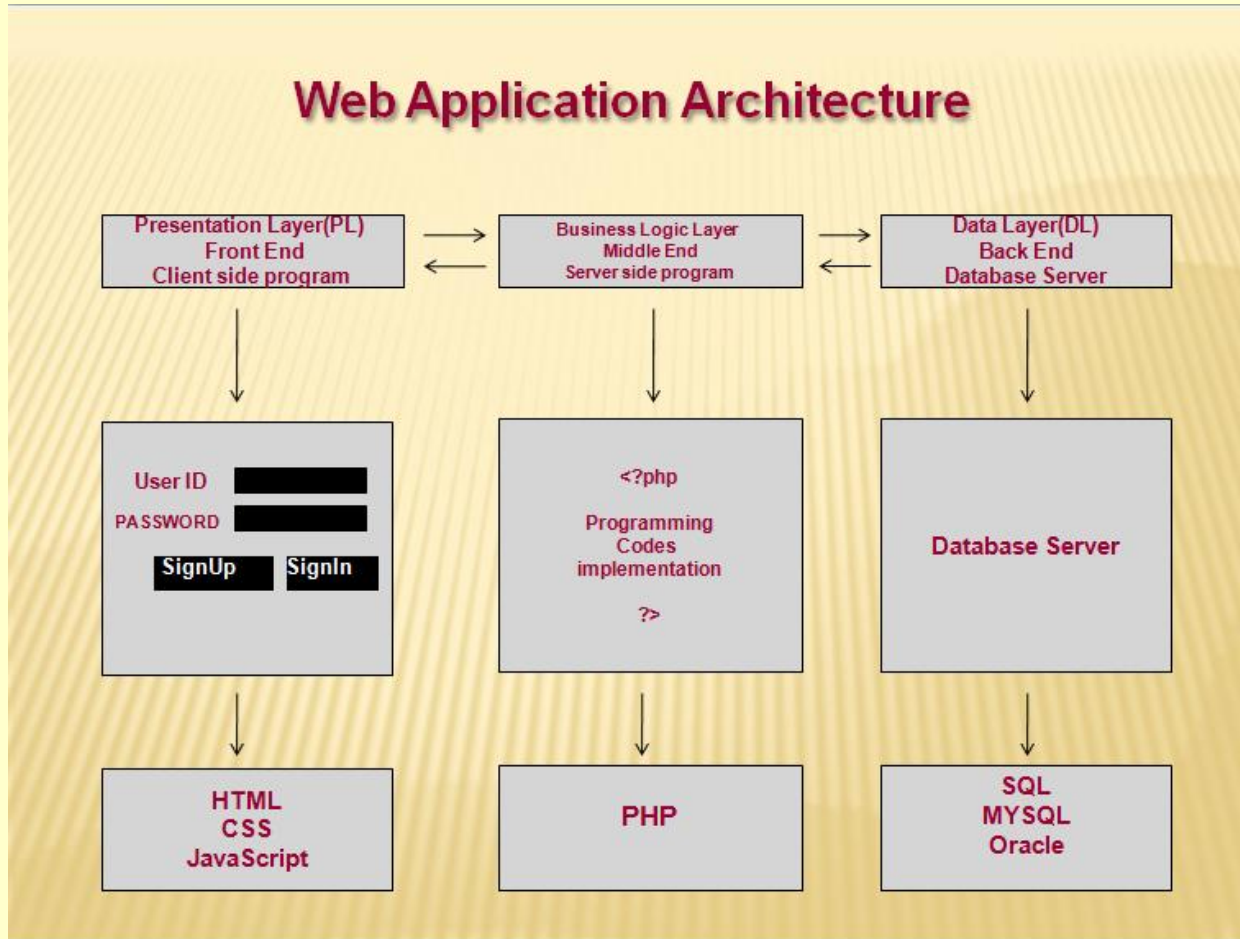 Web Application Architecture
Presentation Layer(PL)
Front End
Client side program
Business Logic Layer
Middle End
Server side program
Data Layer(DL)
Back End
Database Server
User ID
PASSWORD
SignUp
SignIn
<?php
Programming
Codes
implementation
?>
Database Server
HTML
CSS
JavaScript
PHP
SQL
MYSQL
Oracle